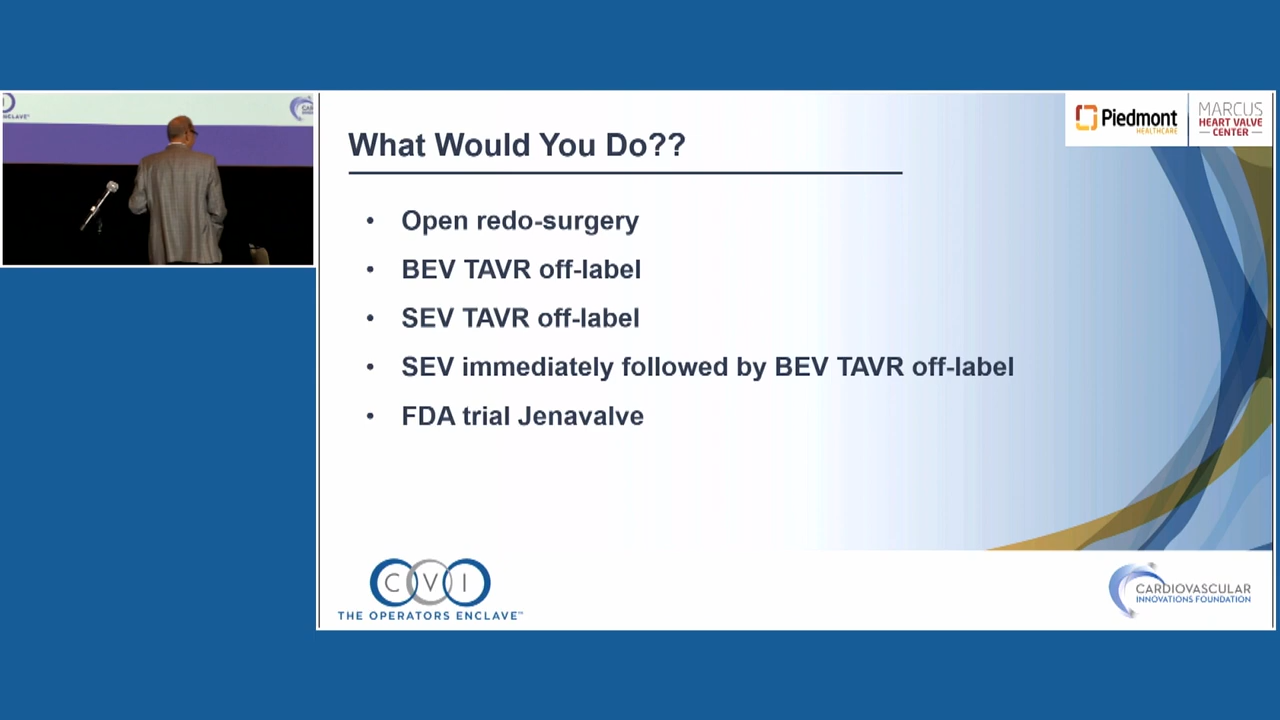 What Would You Do??
• Open redo-surgery
• BEV TAVR off-label
• SEV TAVR off-label
• SEV immediately followed by BEV TAVR off-label
• FDA trial Jenavalve
Piedmont
HEALTHCARE
MARCUS
HEART VALVE
CENTER
CVI
THE OPERATORS ENCLAVE™
CARDIOVASCULAR
INNOVATIONS FOUNDATION